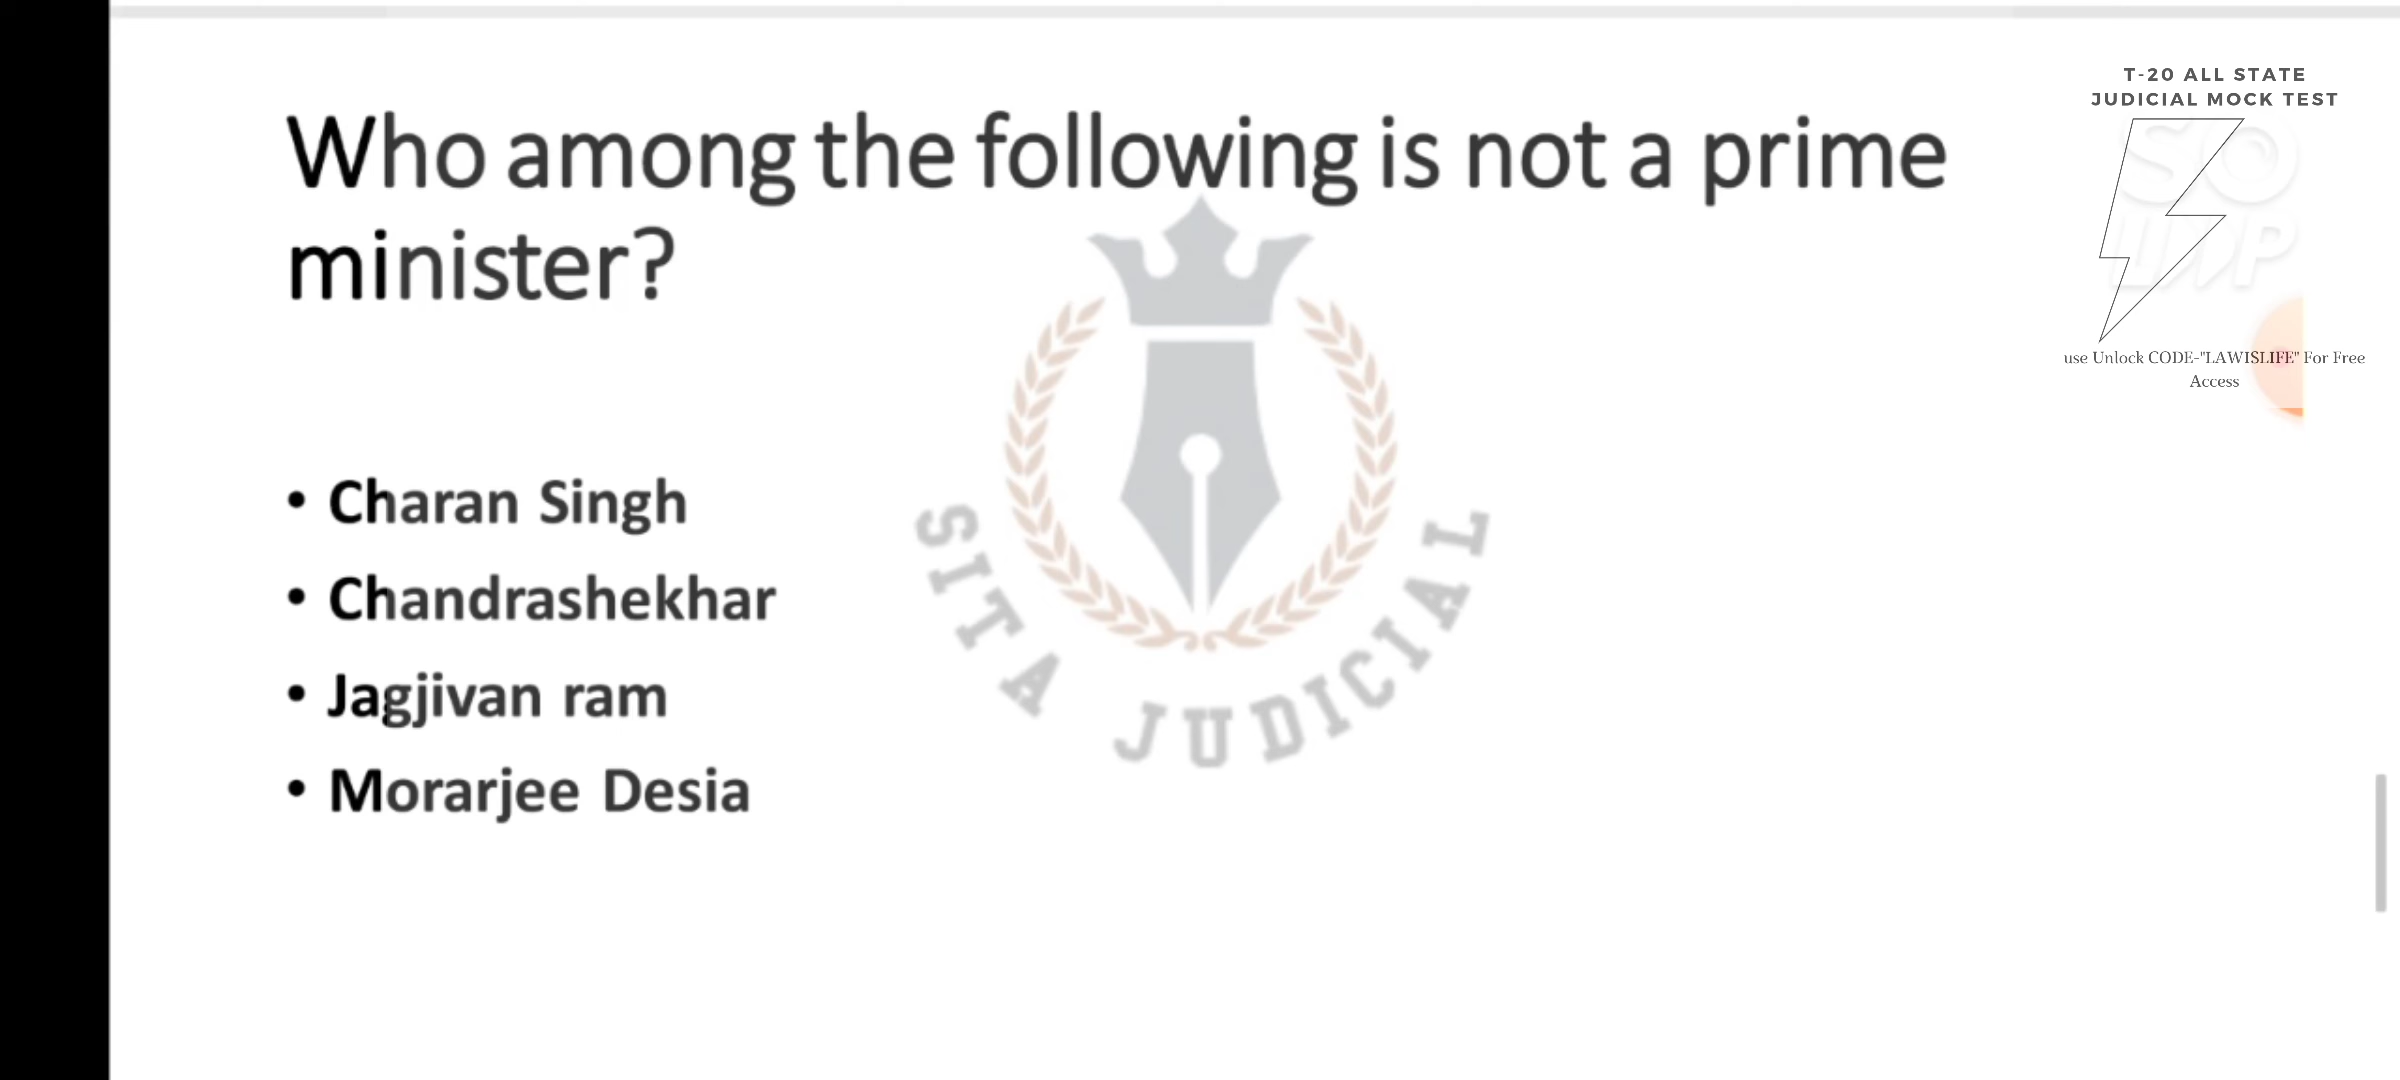 T-20 ALL STATE
JUDICIAL MOCK TEST
Who among the following is not a prime
minister?
SO
use Unlock CODE-"LAWISLIFE" For Free
Access
• Charan Singh
• Chandrashekhar
• Jagjivan ram
• Morarjee Desia
SITA JUDICIAL